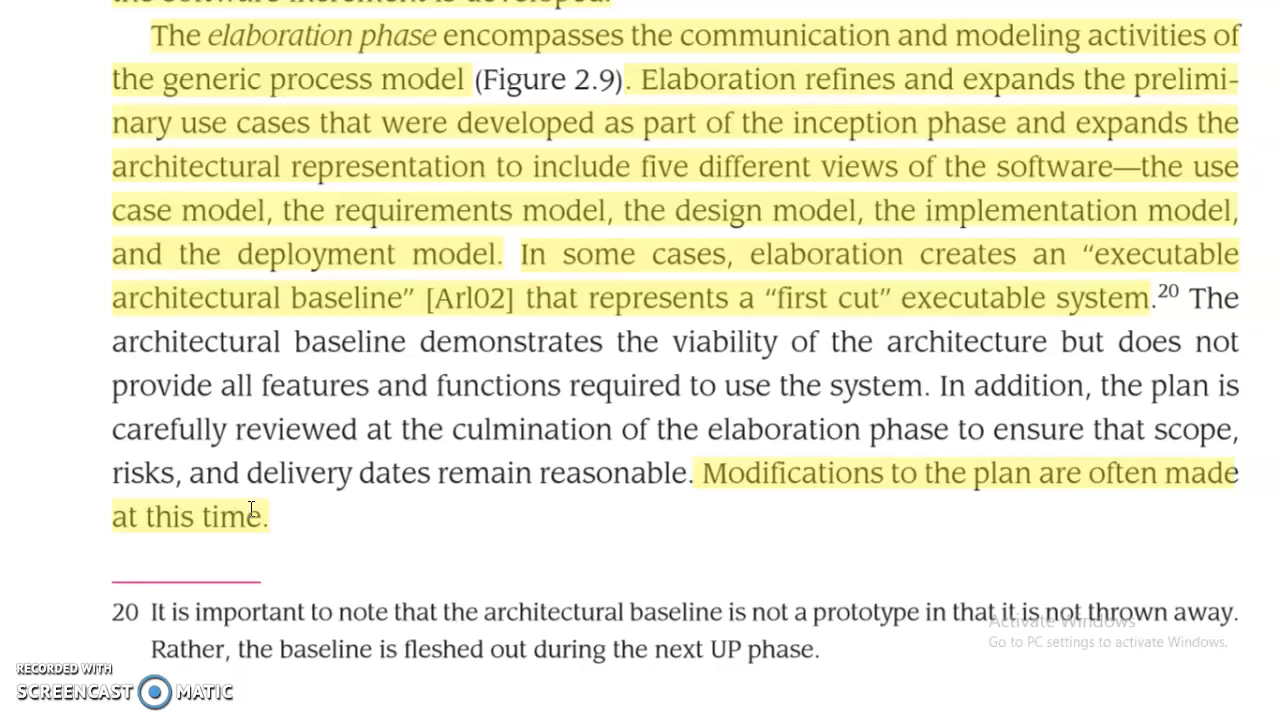 the software increment is developed.
The elaboration phase encompasses the communication and modeling activities of
the generic process model (Figure 2.9). Elaboration refines and expands the prelimi-
nary use cases that were developed as part of the inception phase and expands the
architectural representation to include five different views of the software—the use
case model, the requirements model, the design model, the implementation model,
and the deployment model. In some cases, elaboration creates an “executable
architectural baseline” [Arl02] that represents a “first cut” executable system.20 The
architectural baseline demonstrates the viability of the architecture but does not
provide all features and functions required to use the system. In addition, the plan is
carefully reviewed at the culmination of the elaboration phase to ensure that scope,
risks, and delivery dates remain reasonable. Modifications to the plan are often made
at this time.
20 It is important to note that the architectural baseline is not a prototype in that it is not thrown away.
Rather, the baseline is fleshed out during the next UP phase.
Activate Windows
Go to PC settings to activate Windows.
RECORDED WITH
SCREENCAST MATIC